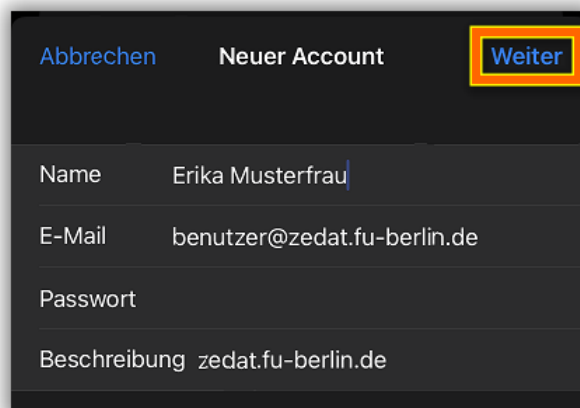 Abbrechen Neuer Account Weiter
Name Erika Musterfrau
E-Mail benutzer@zedat.fu-berlin.de
Passwort
Beschreibung zedat.fu-berlin.de